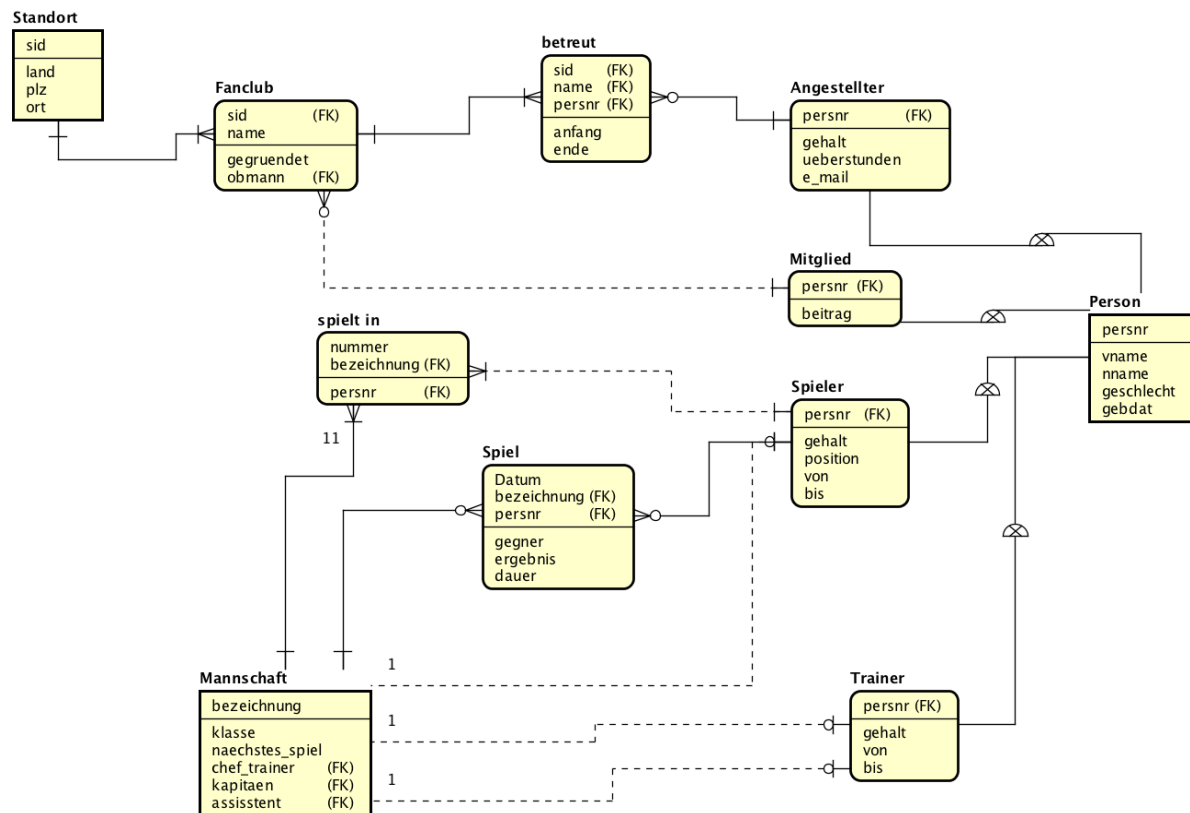 Standort
sid
land
plz
ort
Fanclub
sid (FK)
name
gegruendet
obmann (FK)
betreut
sid (FK)
name (FK)
persnr (FK)
anfang
ende
Angestellter
persnr (FK)
gehalt
ueberstunden
e_mail
Mitglied
persnr (FK)
beitrag
Person
persnr
vname
nname
geschlecht
gebdat
spielt in
nummer
bezeichnung (FK)
persnr (FK)
11
Spieler
persnr (FK)
gehalt
position
von
bis
Spiel
Datum
bezeichnung (FK)
persnr (FK)
gegner
ergebnis
dauer
Mannschaft
bezeichnung
klasse
naechstes_spiel
chef_trainer (FK)
kapitaen (FK)
assisstent (FK)
1
1
1
Trainer
persnr (FK)
gehalt
von
bis